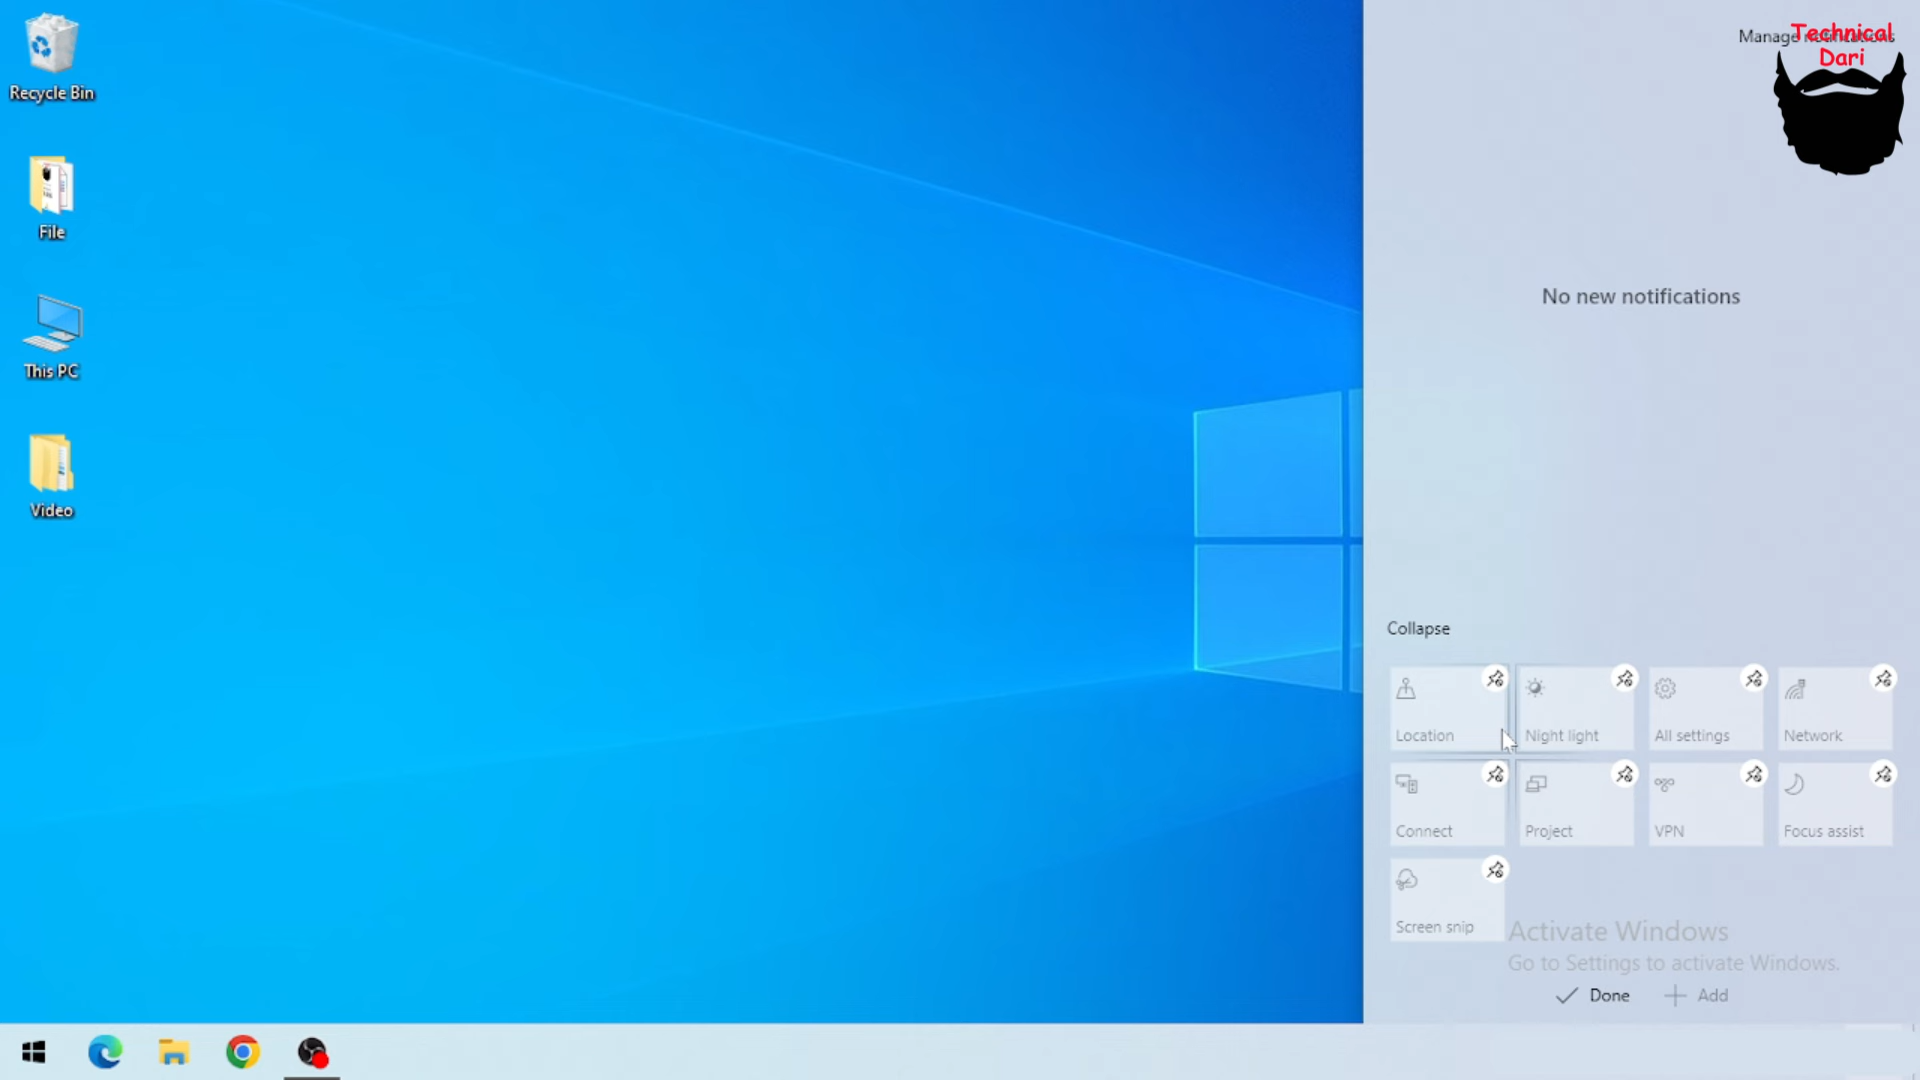 Recycle Bin
File
This PC
Video
Manage notifications
Technical
Dari
No new notifications
Collapse
Location
Night light
All settings
Network
Connect
Project
VPN
Focus assist
Screen snip
Activate Windows
Go to Settings to activate Windows.
Done
Add